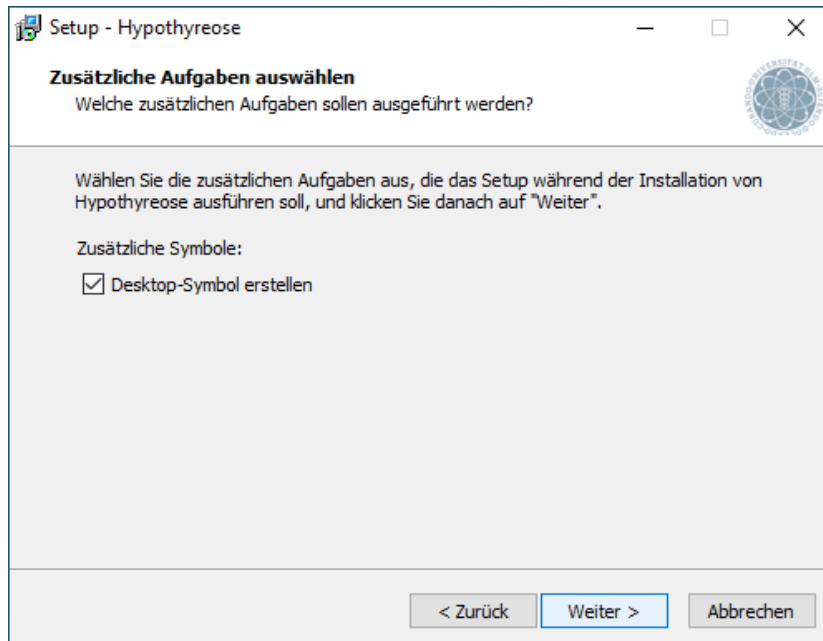 Setup - Hypothyreose
Zusätzliche Aufgaben auswählen
Welche zusätzlichen Aufgaben sollen ausgeführt werden?
Wählen Sie die zusätzlichen Aufgaben aus, die das Setup während der Installation von
Hypothyreose ausführen soll, und klicken Sie danach auf "Weiter".
Zusätzliche Symbole:
Desktop-Symbol erstellen
< Zurück
Weiter >
Abbrechen